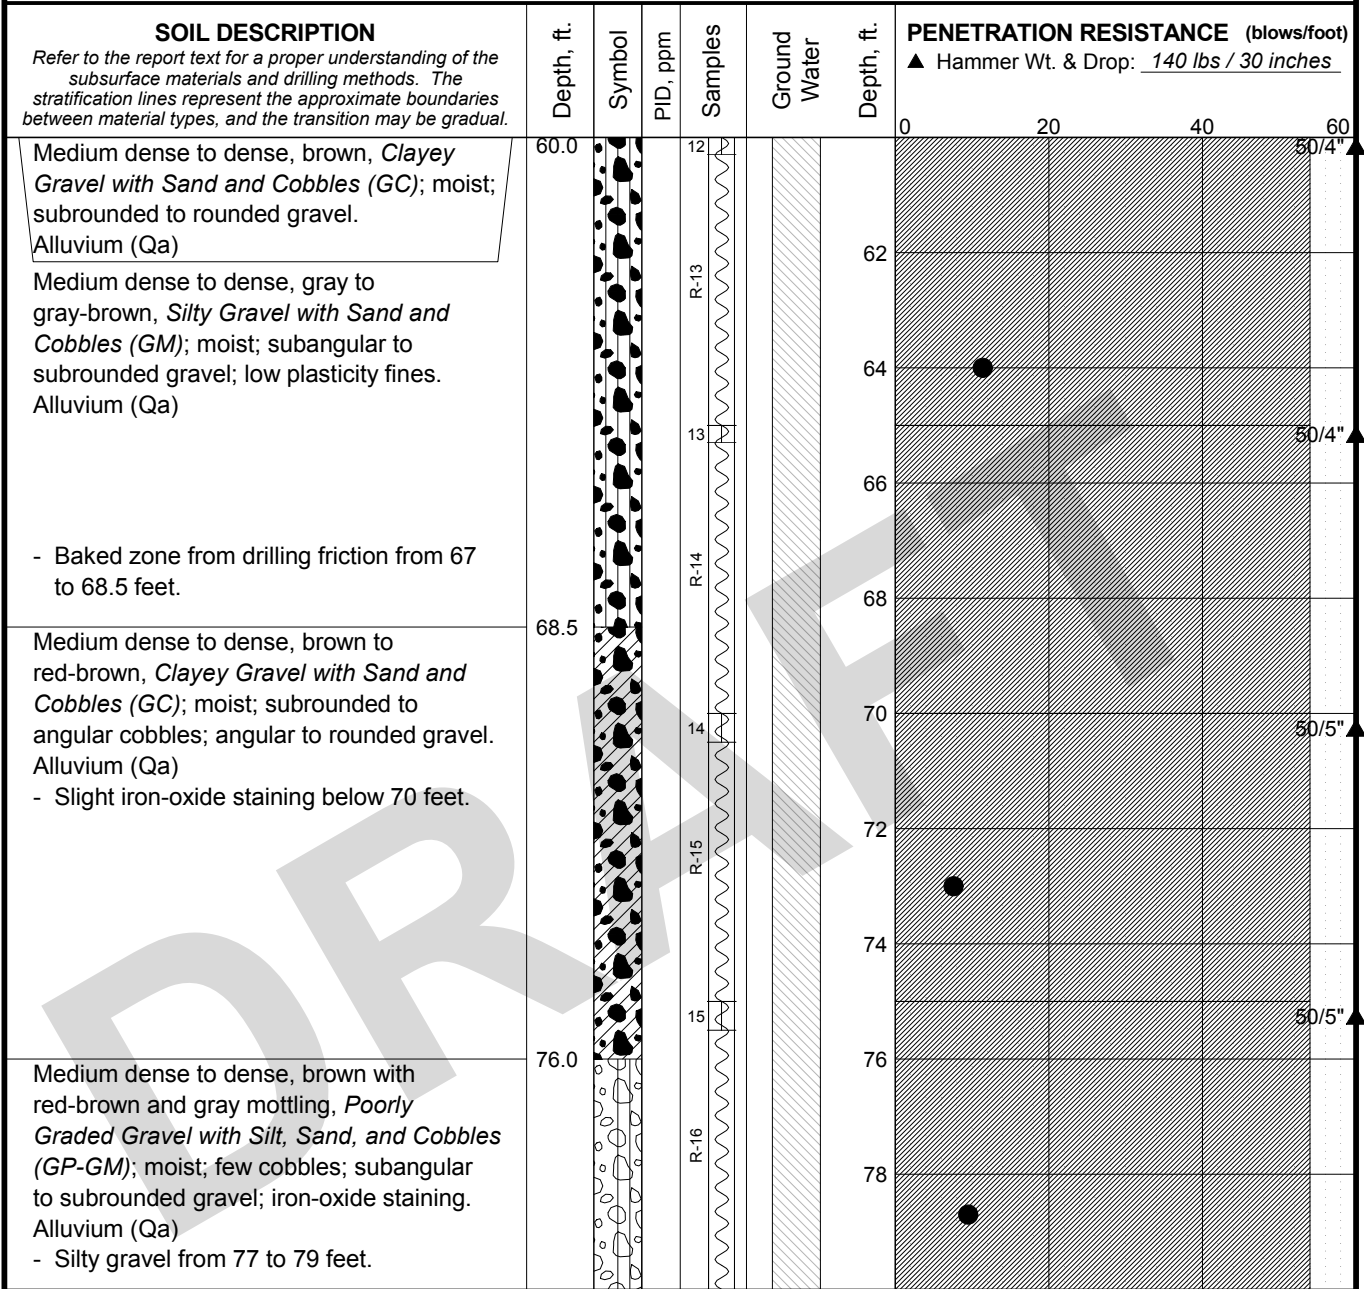 SOIL DESCRIPTION
Refer to the report text for a proper understanding of the
subsurface materials and drilling methods. The
stratification lines represent the approximate boundaries
between material types, and the transition may be gradual.
Depth, ft.
Symbol
PID, ppm
Samples
Ground
Water
Depth, ft.
PENETRATION RESISTANCE (blows/foot)
▲ Hammer Wt. & Drop: 140 lbs / 30 inches
0 20 40 60
Medium dense to dense, brown, Clayey
Gravel with Sand and Cobbles (GC); moist;
subrounded to rounded gravel.
Alluvium (Qa)
Medium dense to dense, gray to
gray-brown, Silty Gravel with Sand and
Cobbles (GM); moist; subangular to
subrounded gravel; low plasticity fines.
Alluvium (Qa)
- Baked zone from drilling friction from 67
to 68.5 feet.
Medium dense to dense, brown to
red-brown, Clayey Gravel with Sand and
Cobbles (GC); moist; subrounded to
angular cobbles; angular to rounded gravel.
Alluvium (Qa)
- Slight iron-oxide staining below 70 feet.
Medium dense to dense, brown with
red-brown and gray mottling, Poorly
Graded Gravel with Silt, Sand, and Cobbles
(GP-GM); moist; few cobbles; subangular
to subrounded gravel; iron-oxide staining.
Alluvium (Qa)
- Silty gravel from 77 to 79 feet.
60.0
68.5
76.0
12
R-13
13
R-14
14
R-15
15
R-16
62
64
66
68
70
72
74
76
78
50/4"
50/4"
50/5"
50/5"
DRAFT